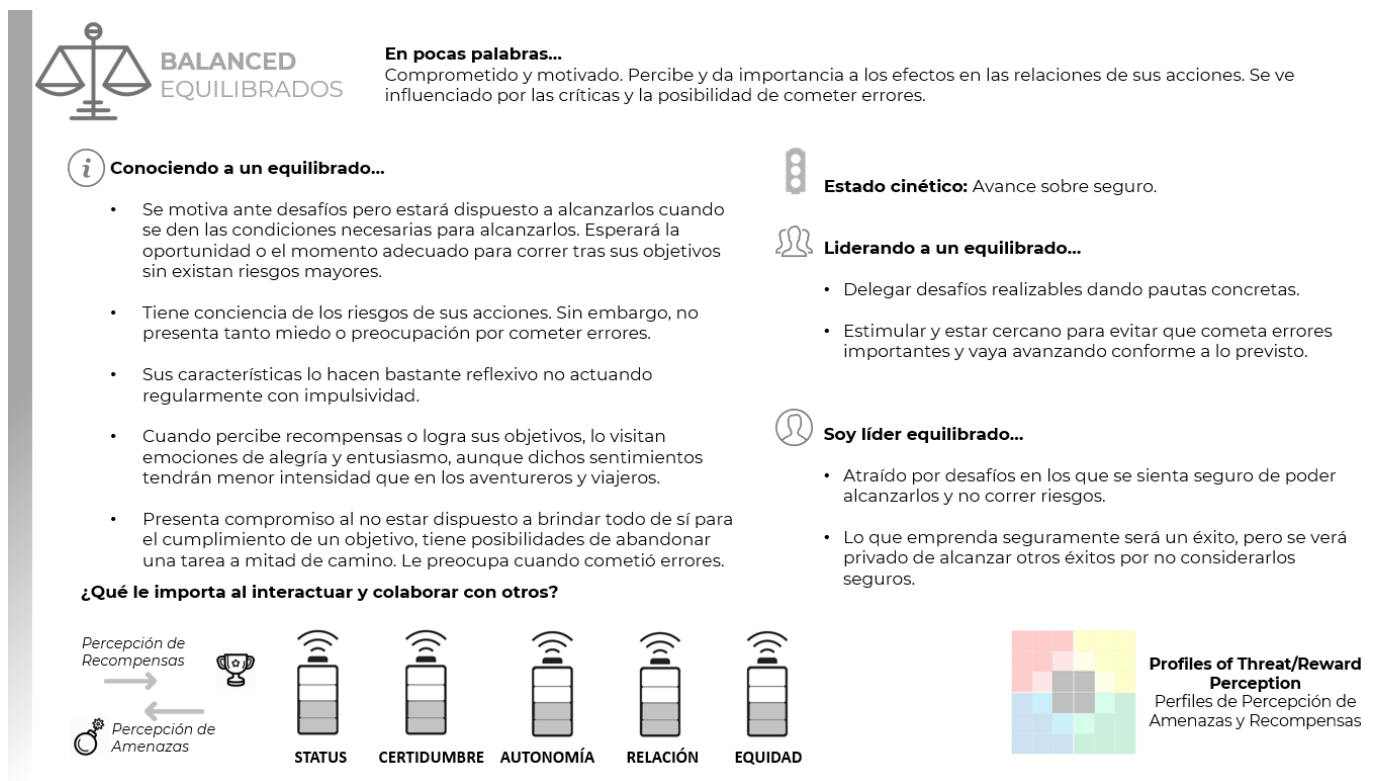 BALANCED
EQUILIBRADOS
En pocas palabras...
Comprometido y motivado. Percibe y da importancia a los efectos en las relaciones de sus acciones. Se ve
influenciado por las críticas y la posibilidad de cometer errores.
i
Conociendo a un equilibrado...
• Se motiva ante desafíos pero estará dispuesto a alcanzarlos cuando
se den las condiciones necesarias para alcanzarlos. Esperará la
oportunidad o el momento adecuado para correr tras sus objetivos
sin existan riesgos mayores.
• Tiene conciencia de los riesgos de sus acciones. Sin embargo, no
presenta tanto miedo o preocupación por cometer errores.
• Sus características lo hacen bastante reflexivo no actuando
regularmente con impulsividad.
• Cuando percibe recompensas o logra sus objetivos, lo visitan
emociones de alegría y entusiasmo, aunque dichos sentimientos
tendrán menor intensidad que en los aventureros y viajeros.
• Presenta compromiso al no estar dispuesto a brindar todo de sí para
el cumplimiento de un objetivo, tiene posibilidades de abandonar
una tarea a mitad de camino. Le preocupa cuando cometió errores.
Estado cinético: Avance sobre seguro.
Liderando a un equilibrado...
• Delegar desafíos realizables dando pautas concretas.
• Estimular y estar cercano para evitar que cometa errores
importantes y vaya avanzando conforme a lo previsto.
Soy líder equilibrado...
• Atraído por desafíos en los que se sienta seguro de poder
alcanzarlos y no correr riesgos.
• Lo que emprenda seguramente será un éxito, pero se verá
privado de alcanzar otros éxitos por no considerarlos
seguros.
¿Qué le importa al interactuar y colaborar con otros?
Percepción de
Recompensas
Percepción de
Amenazas
STATUS
CERTIDUMBRE
AUTONOMÍA
RELACIÓN
EQUIDAD
Profiles of Threat/Reward
Perception
Perfiles de Percepción de
Amenazas y Recompensas